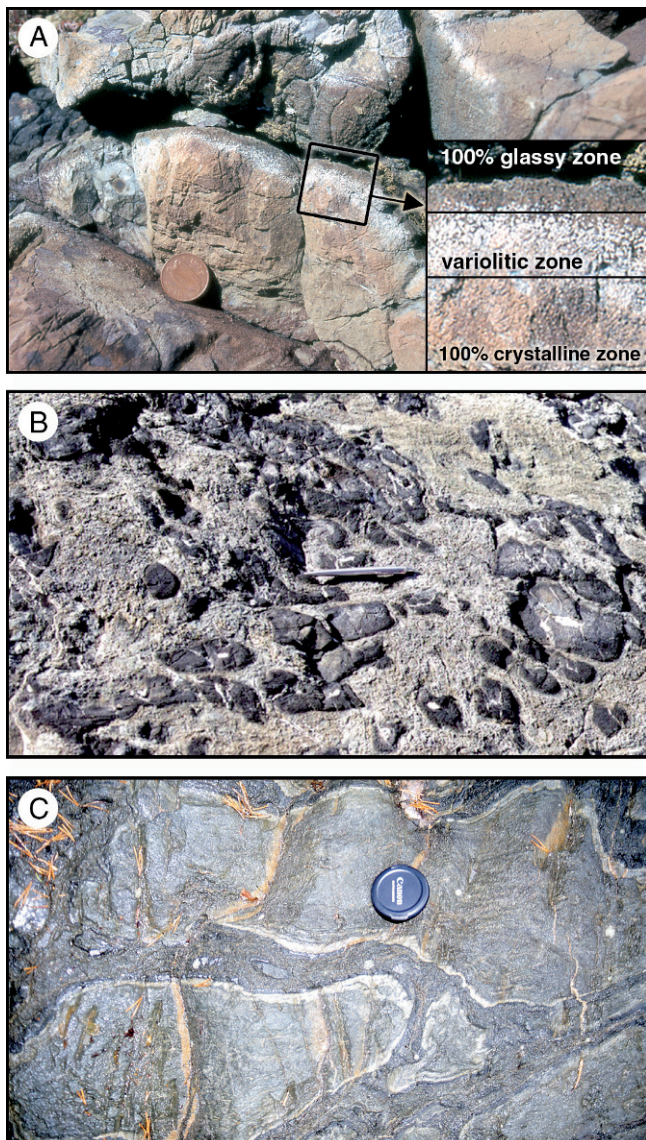 A
100% glassy zone
variolitic zone
100% crystalline zone
B
C
Canon